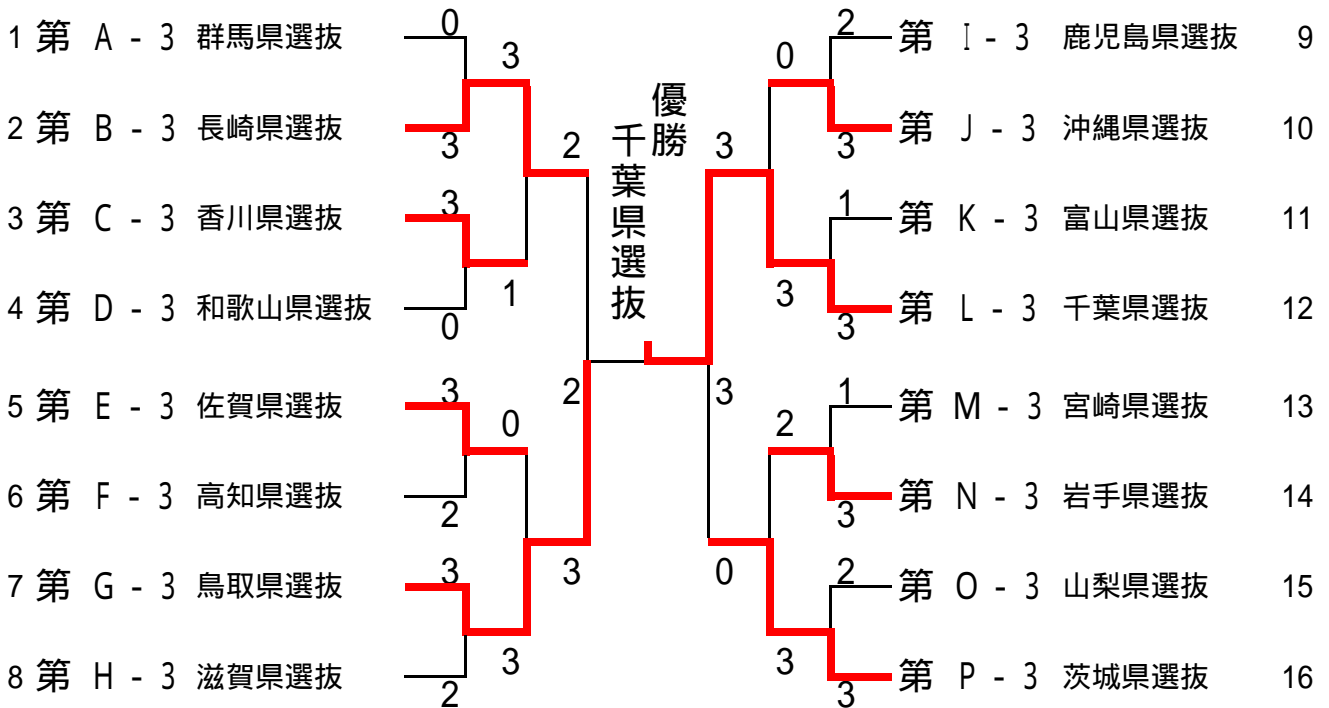 1 第 A - 3 群馬県選抜
2 第 B - 3 長崎県選抜
3 第 C - 3 香川県選抜
4 第 D - 3 和歌山県選抜
5 第 E - 3 佐賀県選抜
6 第 F - 3 高知県選抜
7 第 G - 3 鳥取県選抜
8 第 H - 3 滋賀県選抜
0
3
3
0
3
2
3
2
3
1
0
3
2
3
2
優勝
千葉県選抜
3
3
0
0
3
2
3
2
3
1
3
1
3
2
3
第 I - 3 鹿児島県選抜 9
第 J - 3 沖縄県選抜 10
第 K - 3 富山県選抜 11
第 L - 3 千葉県選抜 12
第 M - 3 宮崎県選抜 13
第 N - 3 岩手県選抜 14
第 O - 3 山梨県選抜 15
第 P - 3 茨城県選抜 16